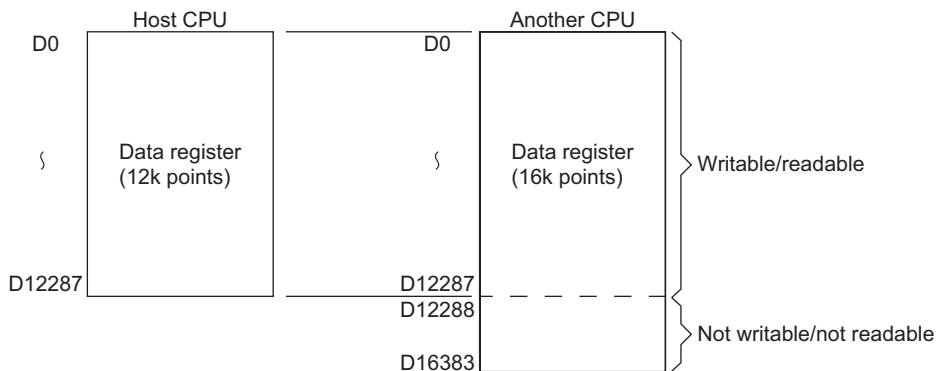 Host CPU
Another CPU
D0
D0
Data register
(12k points)
Data register
(16k points)
Writable/readable
D12287
D12287
D12288
Not writable/not readable
D16383